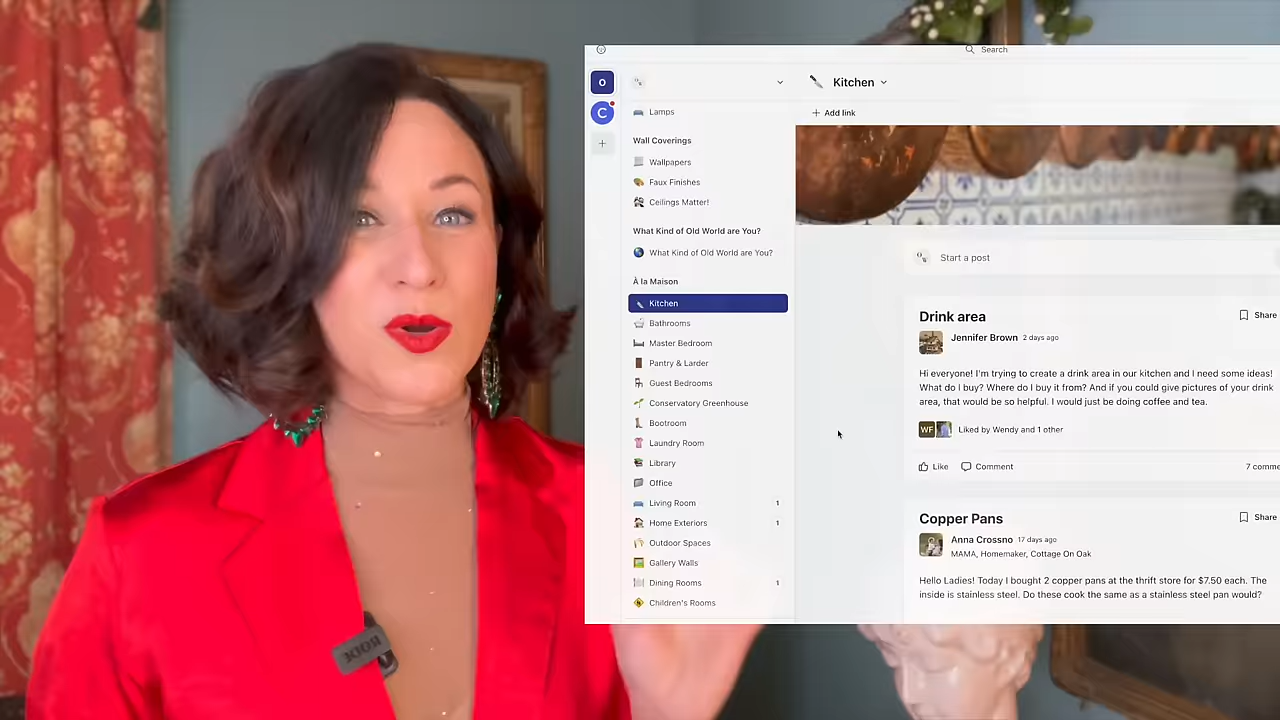 Search
O
Kitchen
C
Lamps
+ Add link
+
Wall Coverings
Wallpapers
Faux Finishes
Ceilings Matter!
What Kind of Old World are You?
What Kind of Old World are You?
À la Maison
Kitchen
Bathrooms
Master Bedroom
Pantry & Larder
Guest Bedrooms
Conservatory Greenhouse
Bootroom
Laundry Room
Library
Office
Living Room 1
Home Exteriors 1
Outdoor Spaces
Gallery Walls
Dining Rooms 1
Children's Rooms
Start a post
Drink area
Share
Jennifer Brown 2 days ago
Hi everyone! I'm trying to create a drink area in our kitchen and I need some ideas!
What do I buy? Where do I buy it from? And if you could give pictures of your drink
area, that would be so helpful. I would just be doing coffee and tea.
WF Liked by Wendy and 1 other
Like Comment 7 comme
Copper Pans
Share
Anna Crossno 17 days ago
MAMA, Homemaker, Cottage On Oak
Hello Ladies! Today I bought 2 copper pans at the thrift store for $7.50 each. The
inside is stainless steel. Do these cook the same as a stainless steel pan would?
RODE